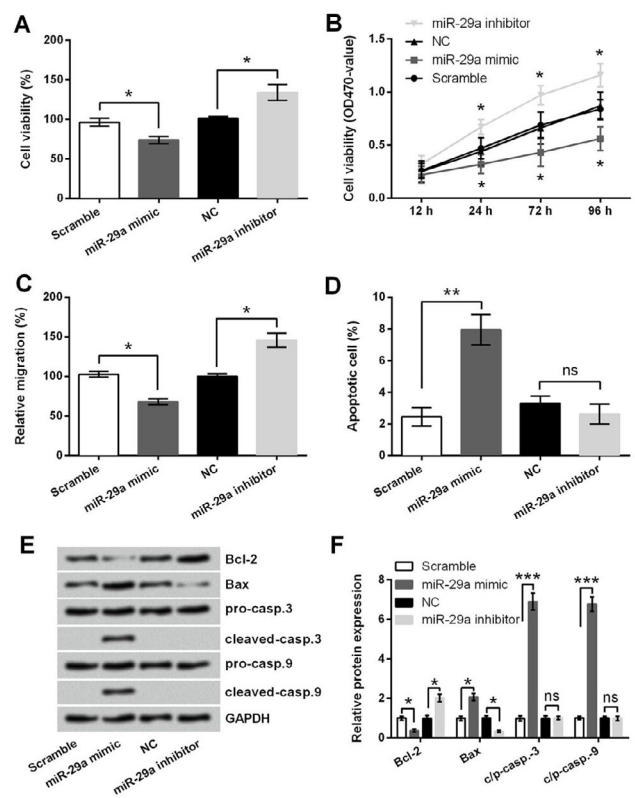 A
Cell viability (%)
200
150
100
50
0
*
*
Scramble
miR-29a mimic
NC
miR-29a inhibitor
B
Cell viability (OD470-value)
1.5
1.0
0.5
0.0
miR-29a inhibitor
NC
miR-29a mimic
Scramble
*
*
*
*
*
*
12 h
24 h
72 h
96 h
C
Relative migration (%)
200
150
100
50
0
*
*
Scramble
miR-29a mimic
NC
miR-29a inhibitor
D
Apoptotic cell (%)
10
8
6
4
2
0
**
ns
Scramble
miR-29a mimic
NC
miR-29a inhibitor
E
Bcl-2
Bax
pro-casp.3
cleaved-casp.3
pro-casp.9
cleaved-casp.9
GAPDH
Scramble
miR-29a mimic
NC
miR-29a inhibitor
F
Relative protein expression
8
6
4
2
0
Scramble
miR-29a mimic
NC
miR-29a inhibitor
*
*
*
*
***
ns
***
ns
Bcl-2
Bax
c/p-casp.-3
c/p-casp.-9